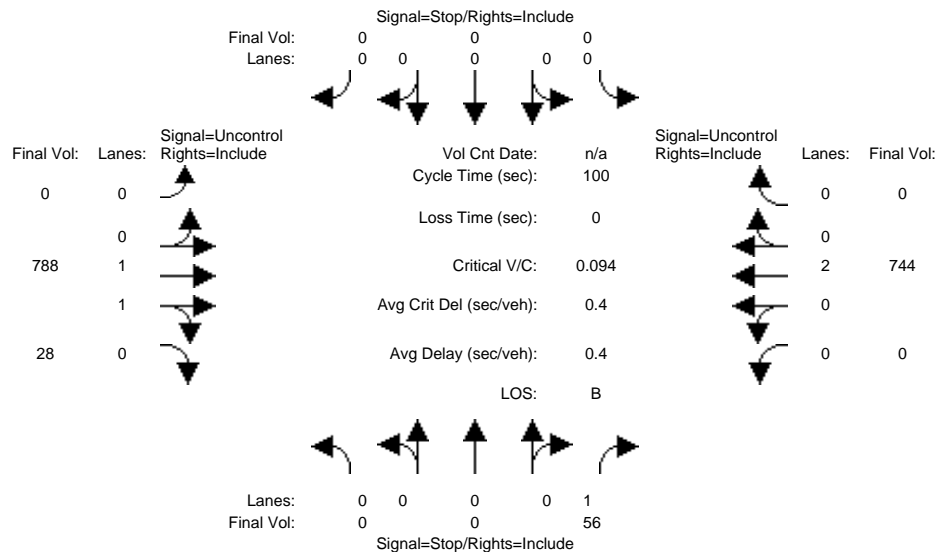 Signal=Stop/Rights=Include
Final Vol: 0 0 0
Lanes: 0 0 0 0 0
Signal=Uncontrol Signal=Uncontrol
Final Vol: Lanes: Rights=Include Vol Cnt Date: n/a Rights=Include Lanes: Final Vol:
Cycle Time (sec): 100
0 0 0 0
Loss Time (sec): 0
0 0
788 1 Critical V/C: 0.094 2 744
1 Avg Crit Del (sec/veh): 0.4 0
28 0 Avg Delay (sec/veh): 0.4 0 0
LOS: B
Lanes: 0 0 0 0 1
Final Vol: 0 0 56
Signal=Stop/Rights=Include